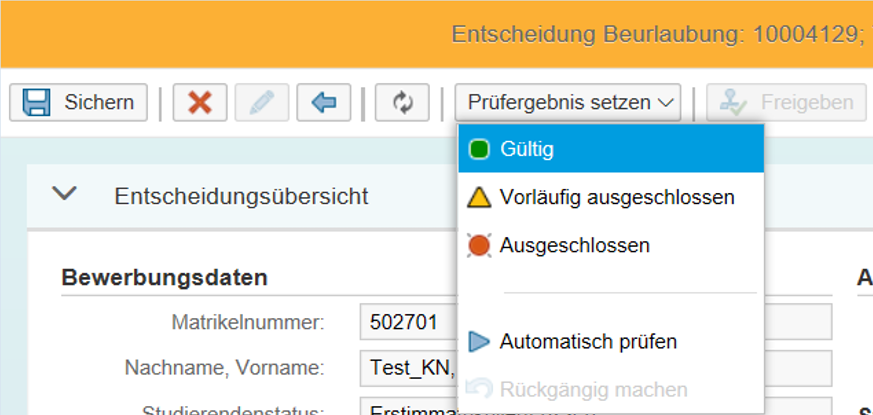 Entscheidung Beurlaubung: 10004129;
Sichern Prüfergebnis setzen Freigeben
Gültig
Entscheidungsübersicht
Vorläufig ausgeschlossen
Ausgeschlossen
Bewerbungsdaten
Matrikelnummer: 502701
Automatisch prüfen
Nachname, Vorname: Test_KN,
Rückgängig machen
Studierendenstatus: